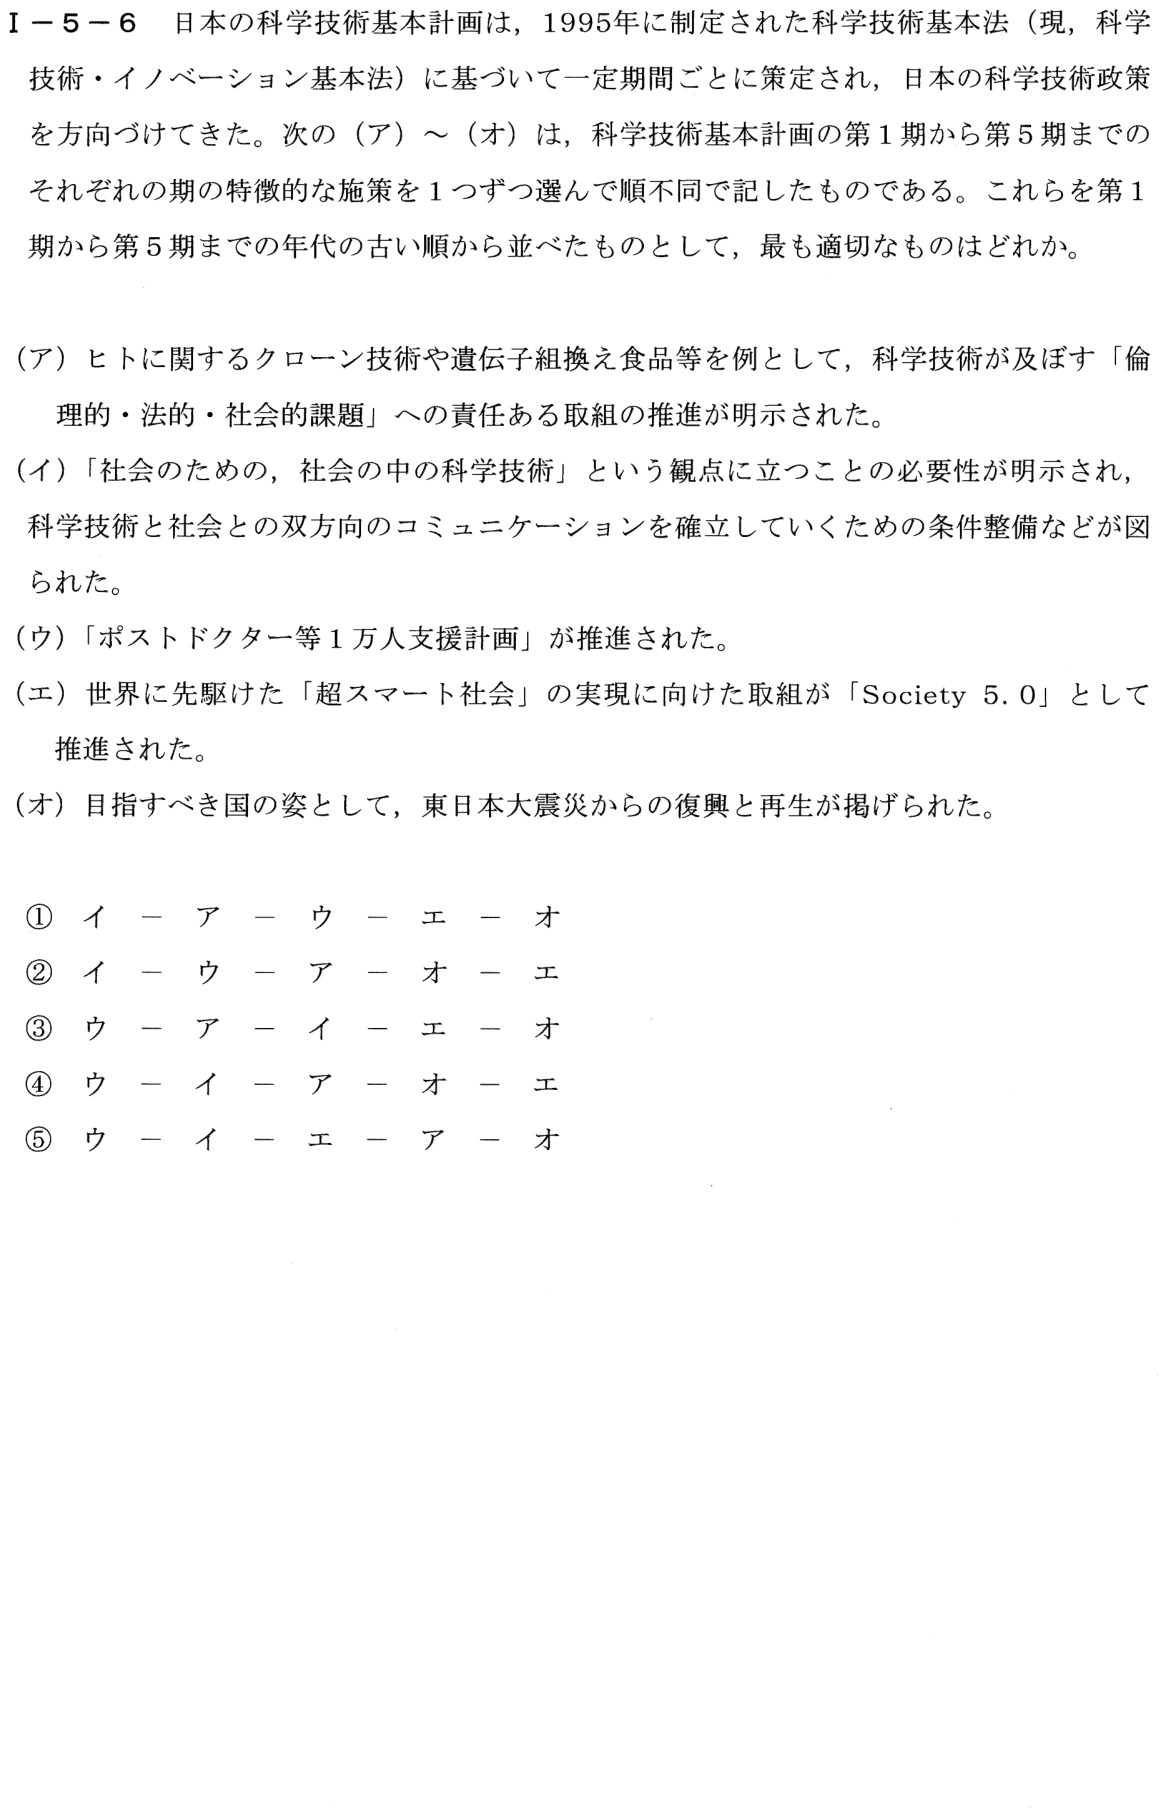 Ⅰ－５－６　日本の科学技術基本計画は，1995年に制定された科学技術基本法（現，科学
技術・イノベーション基本法）に基づいて一定期間ごとに策定され，日本の科学技術政策
を方向づけてきた。次の（ア）～（オ）は，科学技術基本計画の第１期から第５期までの
それぞれの期の特徴的な施策を１つずつ選んで順不同で記したものである。これらを第１
期から第５期までの年代の古い順から並べたものとして，最も適切なものはどれか。
（ア）ヒトに関するクローン技術や遺伝子組換え食品等を例として，科学技術が及ぼす「倫
理的・法的・社会的課題」への責任ある取組の推進が明示された。
（イ）「社会のための，社会の中の科学技術」という観点に立つことの必要性が明示され，
科学技術と社会との双方向のコミュニケーションを確立していくための条件整備などが図
られた。
（ウ）「ポストドクター等１万人支援計画」が推進された。
（エ）世界に先駆けた「超スマート社会」の実現に向けた取組が「Society 5.0」として
推進された。
（オ）目指すべき国の姿として，東日本大震災からの復興と再生が掲げられた。
① イ － ア － ウ － エ － オ
② イ － ウ － ア － オ － エ
③ ウ － ア － イ － エ － オ
④ ウ － イ － ア － オ － エ
⑤ ウ － イ － エ － ア － オ